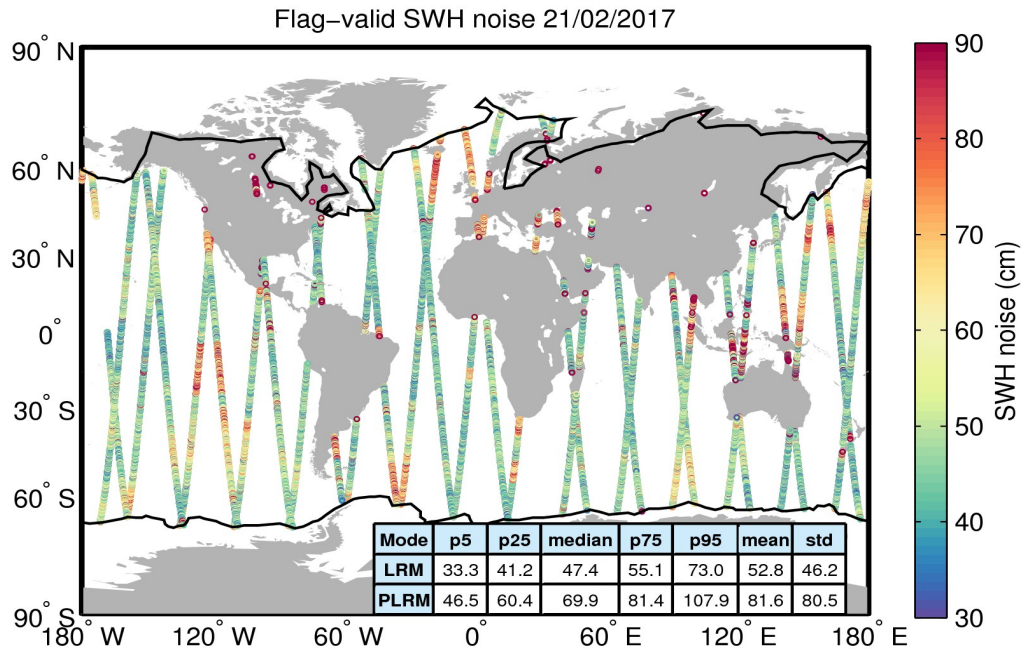 Flag-valid SWH noise 21/02/2017
90° N
60° N
30° N
0°
30° S
60° S
90° S
180° W
120° W
60° W
0°
60° E
120° E
180° E
90
80
70
60
50
40
30
SWH noise (cm)
Mode p5 p25 median p75 p95 mean std
LRM 33.3 41.2 47.4 55.1 73.0 52.8 46.2
PLRM 46.5 60.4 69.9 81.4 107.9 81.6 80.5